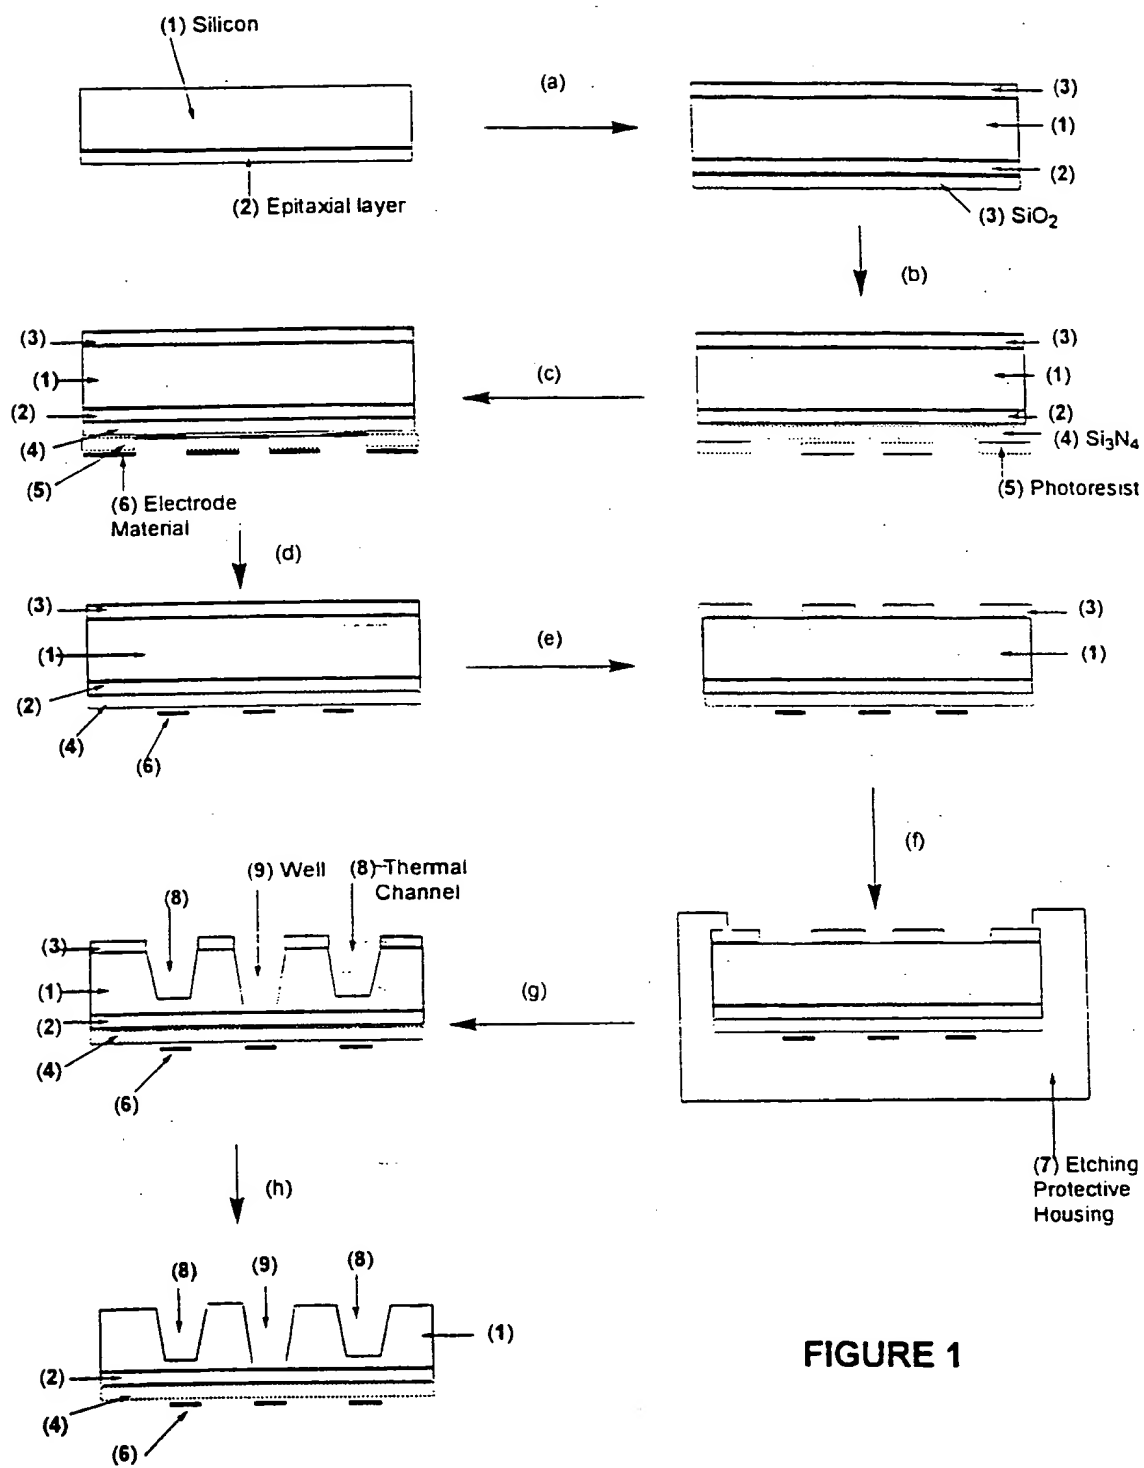 (1) Silicon
(a)
(3)
(1)
(2)
(2) Epitaxial layer
(3) SiO2
(b)
(3)
(1)
(2)
(4)
(5)
(6) Electrode
Material
(c)
(3)
(1)
(2)
(4) Si3N4
(5) Photoresist
(d)
(3)
(1)
(2)
(4)
(6)
(e)
(3)
(1)
(f)
(9) Well
(8) Thermal
Channel
(8)
(3)
(1)
(2)
(4)
(6)
(g)
(7) Etching
Protective
Housing
(h)
(8)
(9)
(8)
(1)
(2)
(4)
(6)
FIGURE 1